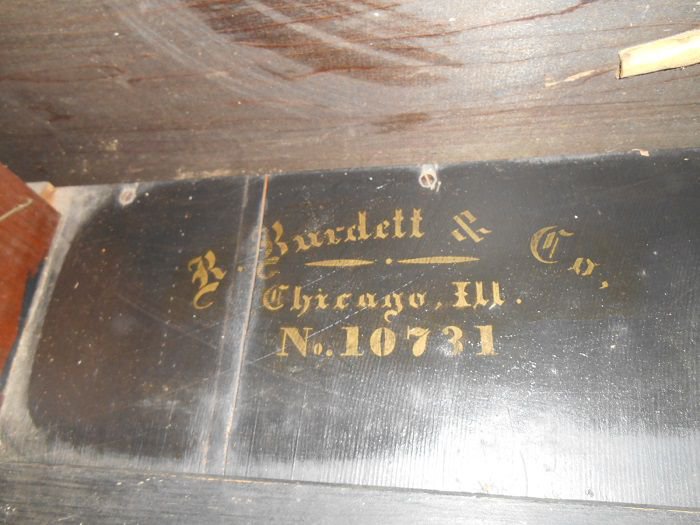 R. Burdett & Co,
Chicago, Ill.
No. 10731